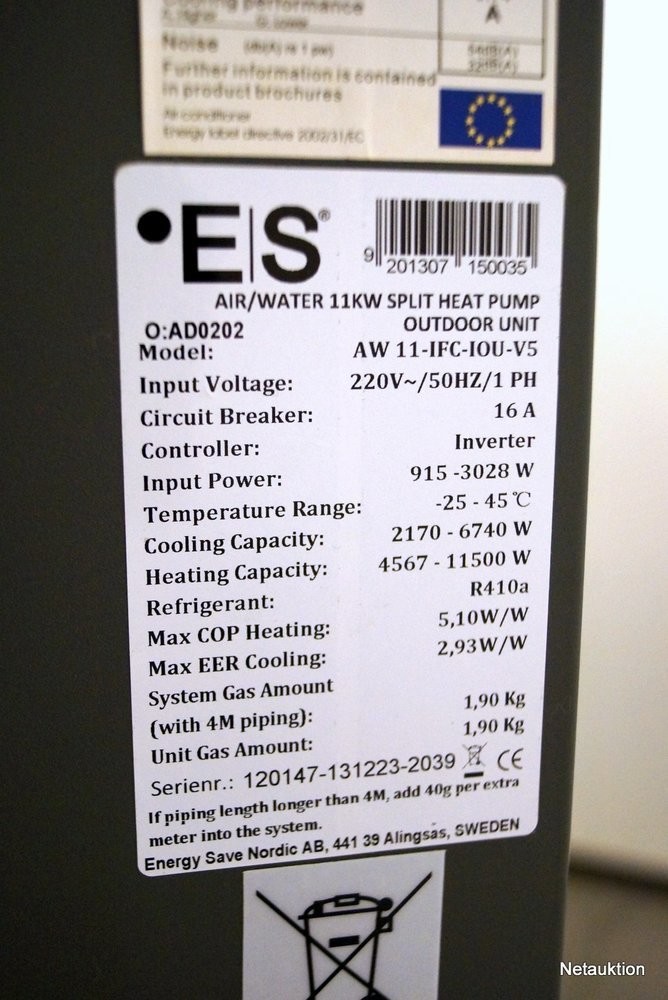 performance
A
Noise
Further information is contained
in product brochures
Air conditioner
Energy label directive 2002/31/EC
E|S®
9 201307 150035
AIR/WATER 11KW SPLIT HEAT PUMP
OUTDOOR UNIT
O:AD0202
Model: AW 11-IFC-IOU-V5
Input Voltage: 220V~/50HZ/1 PH
Circuit Breaker: 16 A
Controller: Inverter
Input Power: 915 -3028 W
Temperature Range: -25 - 45℃
Cooling Capacity: 2170 - 6740 W
Heating Capacity: 4567 - 11500 W
Refrigerant: R410a
Max COP Heating: 5,10W/W
Max EER Cooling: 2,93W/W
System Gas Amount
(with 4M piping): 1,90 Kg
Unit Gas Amount: 1,90 Kg
Serienr.: 120147-131223-2039 CE
If piping length longer than 4M, add 40g per extra
meter into the system.
Energy Save Nordic AB, 441 39 Alingsås, SWEDEN
Netauktion